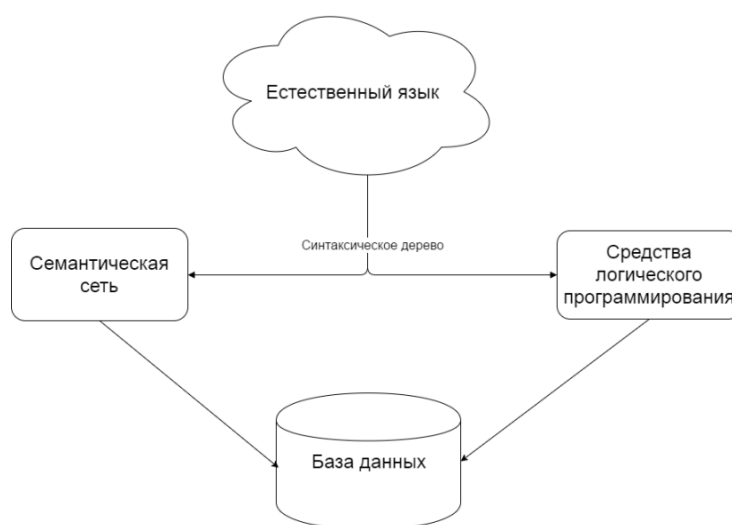 Естественный язык
Синтаксическое дерево
Семантическая
сеть
Средства
логического
программирования
База данных